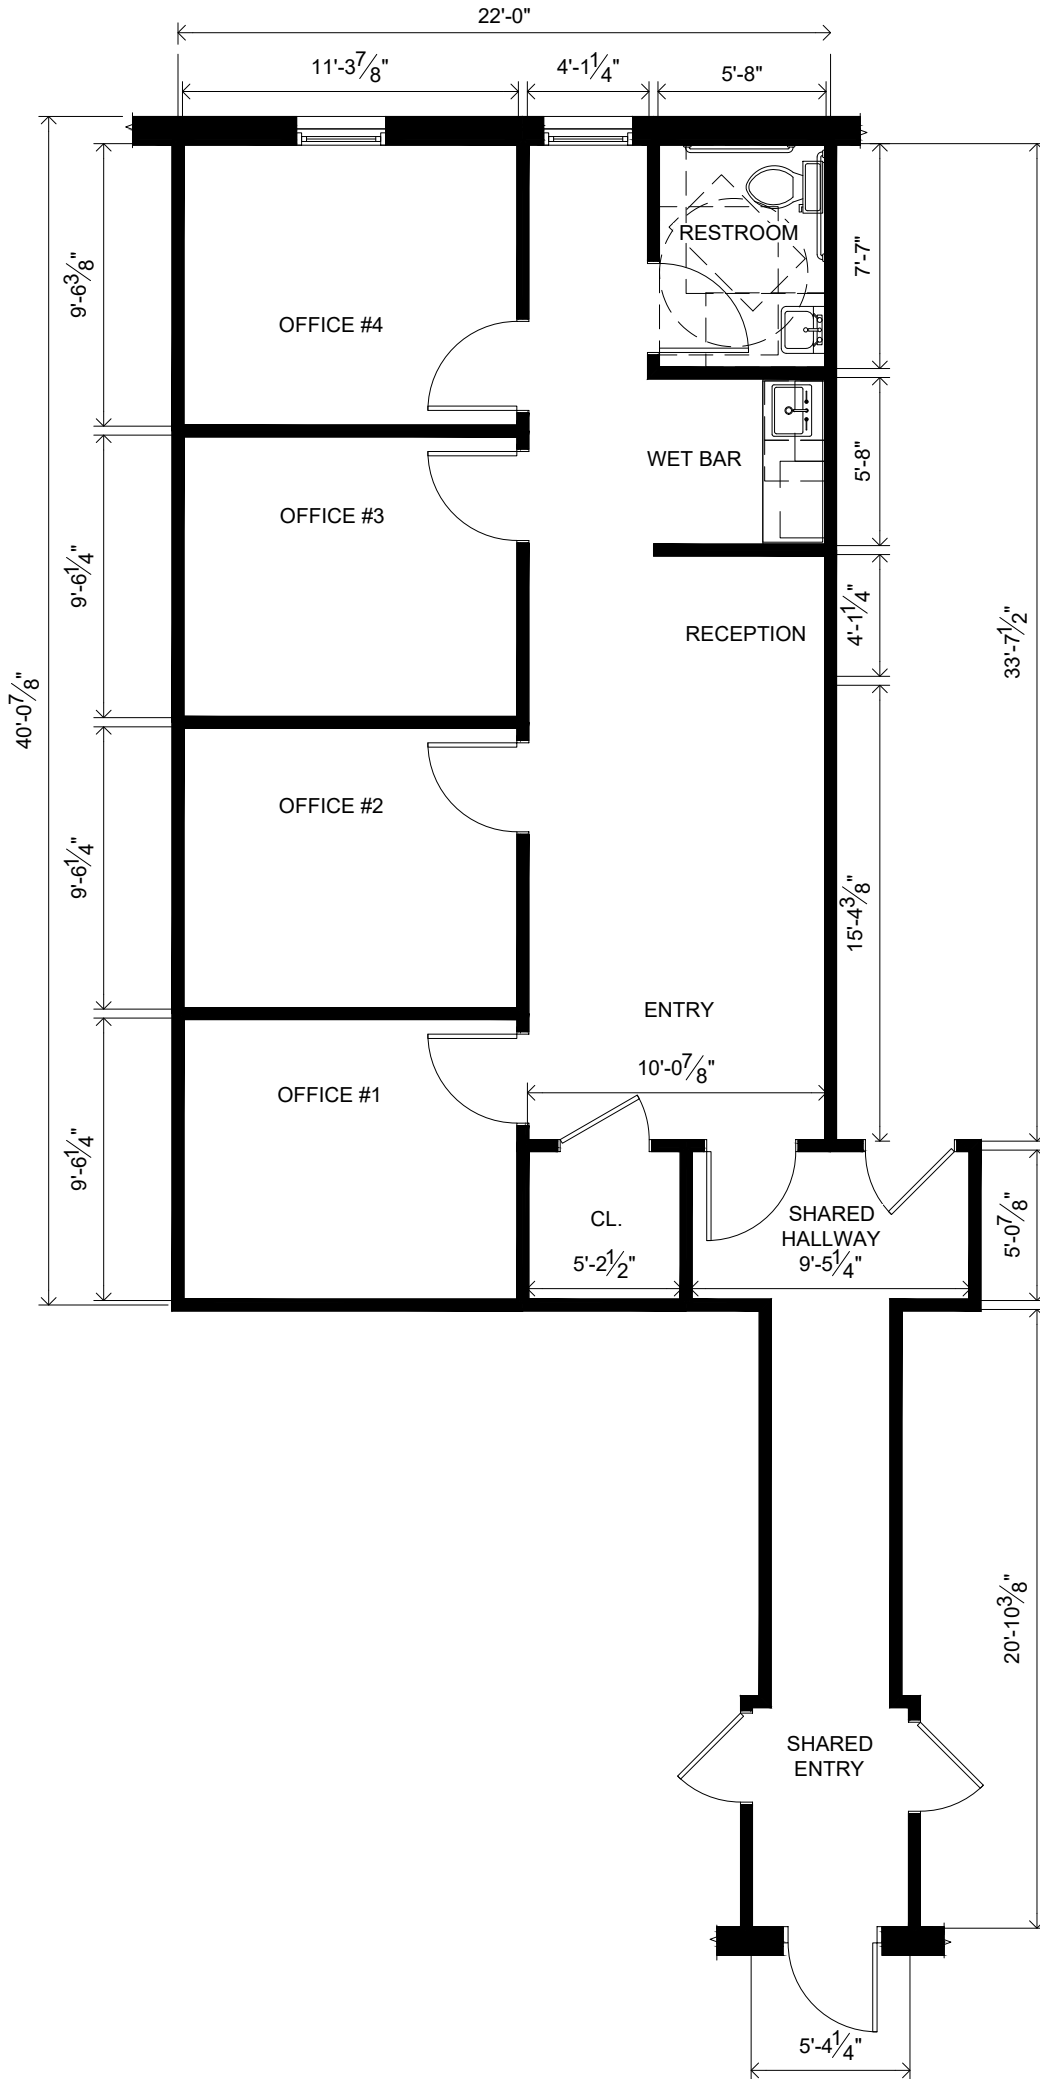 22'-0"
11'-3 7/8"
4'-1 1/4"
5'-8"
9'-6 3/8"
RESTROOM
7'-7"
OFFICE #4
WET BAR
5'-8"
OFFICE #3
9'-6 1/4"
4'-1 1/4"
RECEPTION
33'-7 1/2"
40'-0 7/8"
OFFICE #2
9'-6 1/4"
15'-4 3/8"
ENTRY
10'-0 7/8"
OFFICE #1
9'-6 1/4"
CL.
5'-2 1/2"
SHARED
HALLWAY
9'-5 1/4"
5'-0 7/8"
20'-10 3/8"
SHARED
ENTRY
5'-4 1/4"